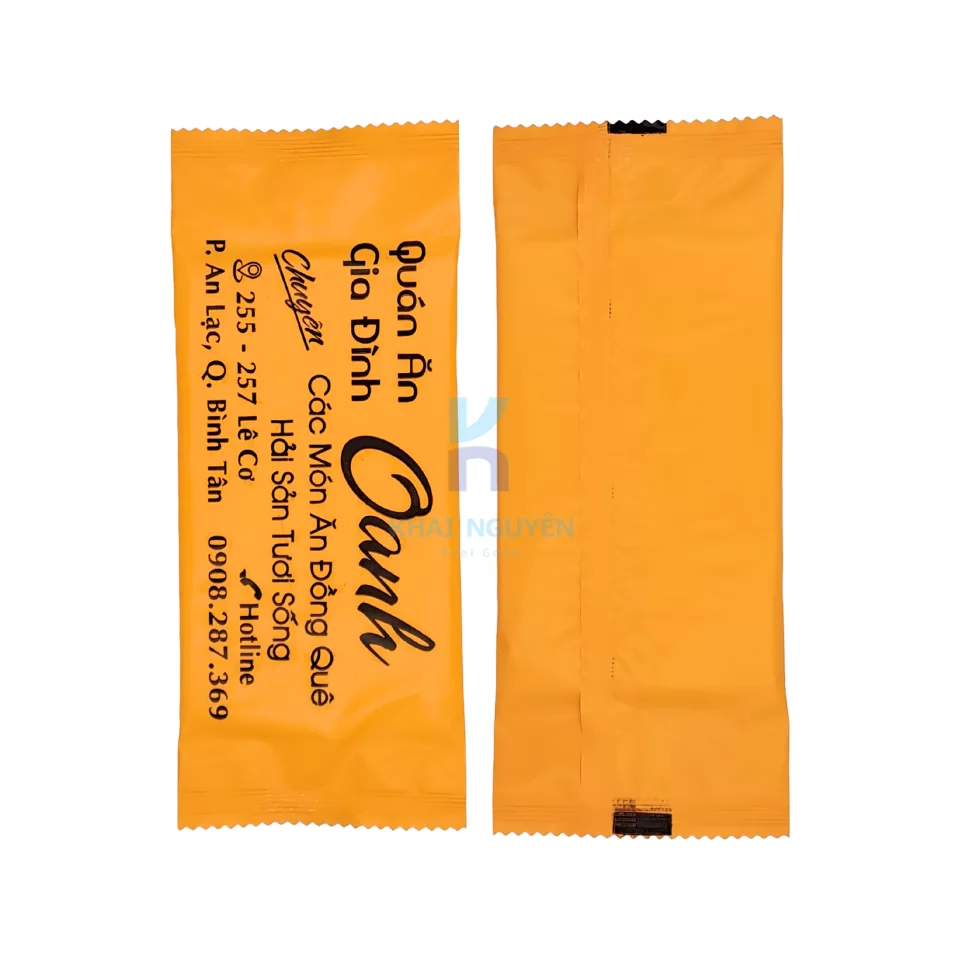 Quán Ăn
Gia Đình
Oanh
Chuyên
Các Món Ăn Đồng Quê
Hải Sản Tươi Sống
255 - 257 Lê Cơ
P. An Lạc, Q. Bình Tân
Hotline
0908.287.369
KHAI NGUYÊN